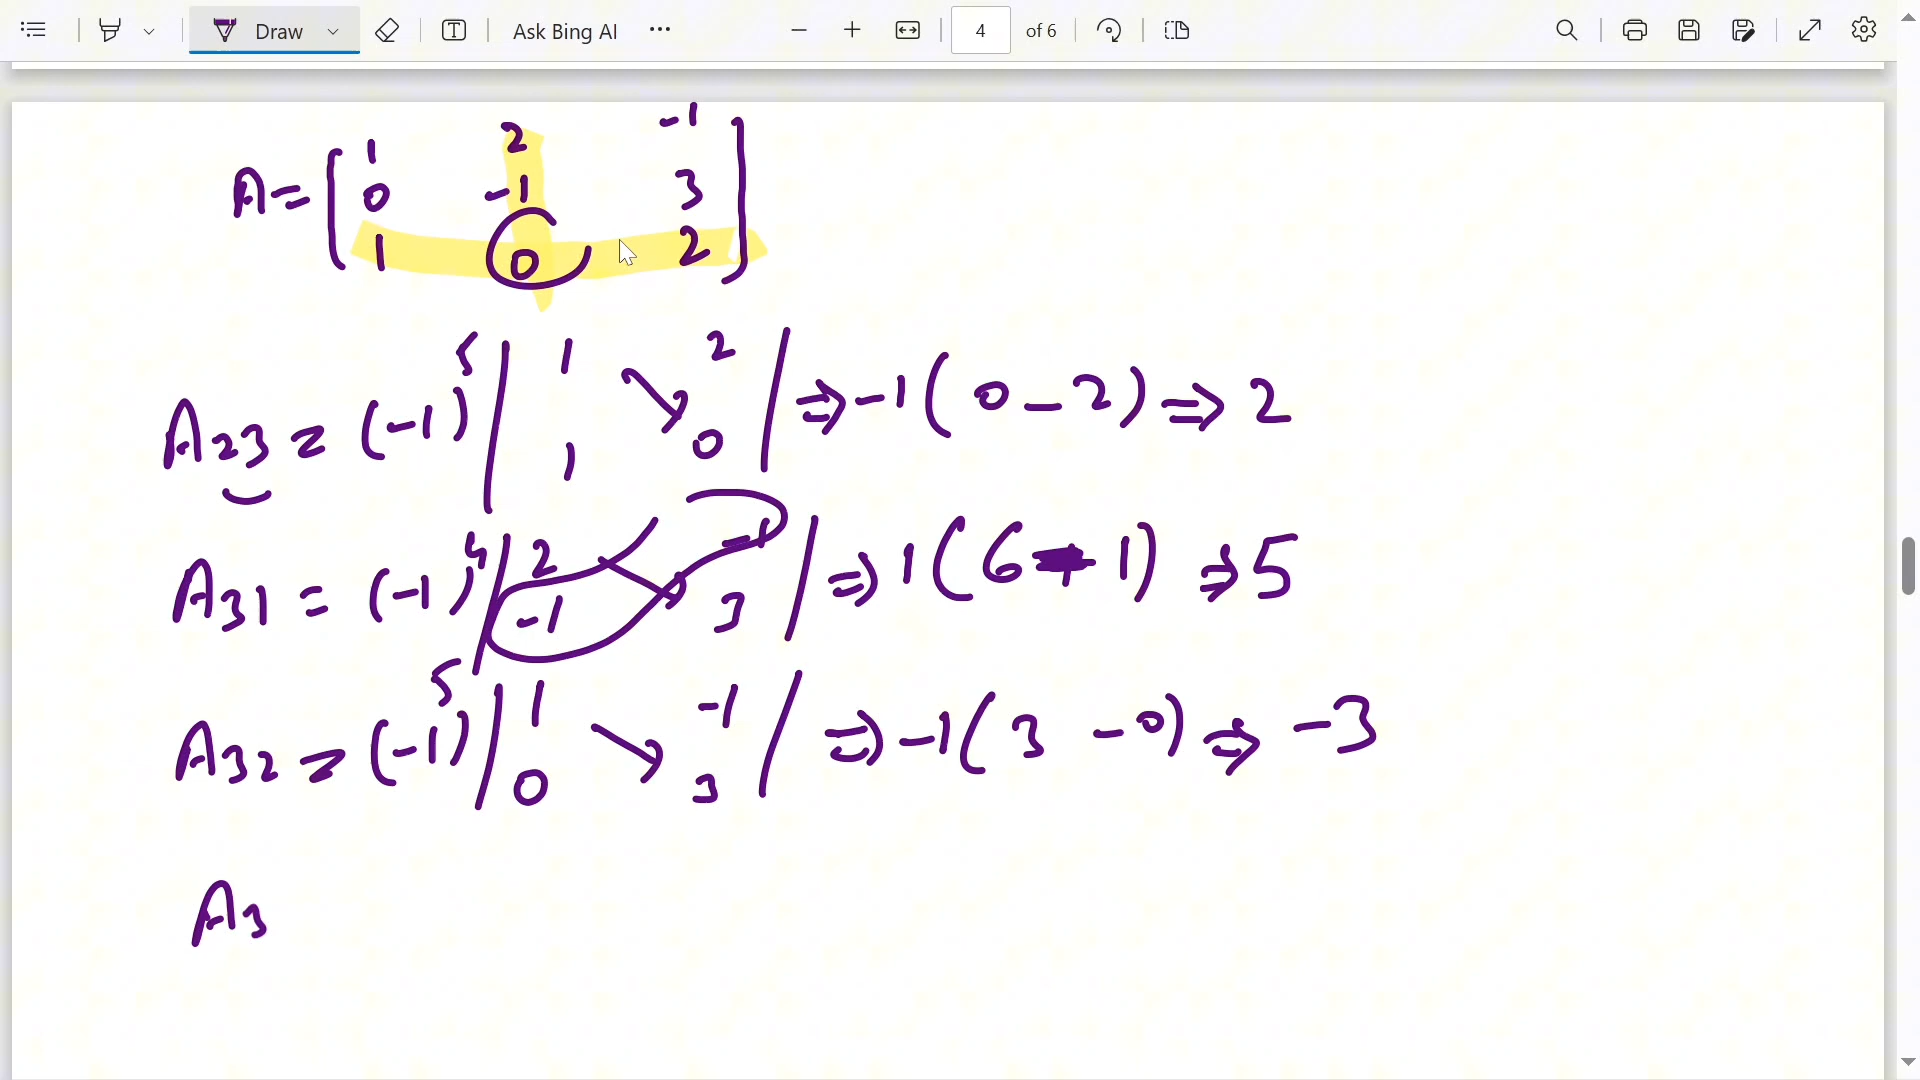 Draw Ask Bing AI 4 of 6
A = [ 1 2 -1
0 -1 3
1 0 2 ]
A23 = (-1)^5 | 1 2 | ⇒ -1 ( 0 - 2 ) ⇒ 2
1 0
A31 = (-1)^4 | 2 -1 | ⇒ 1 ( 6 - 1 ) ⇒ 5
-1 3
A32 = (-1)^5 | 1 -1 | ⇒ -1 ( 3 - 0 ) ⇒ -3
0 3
A3